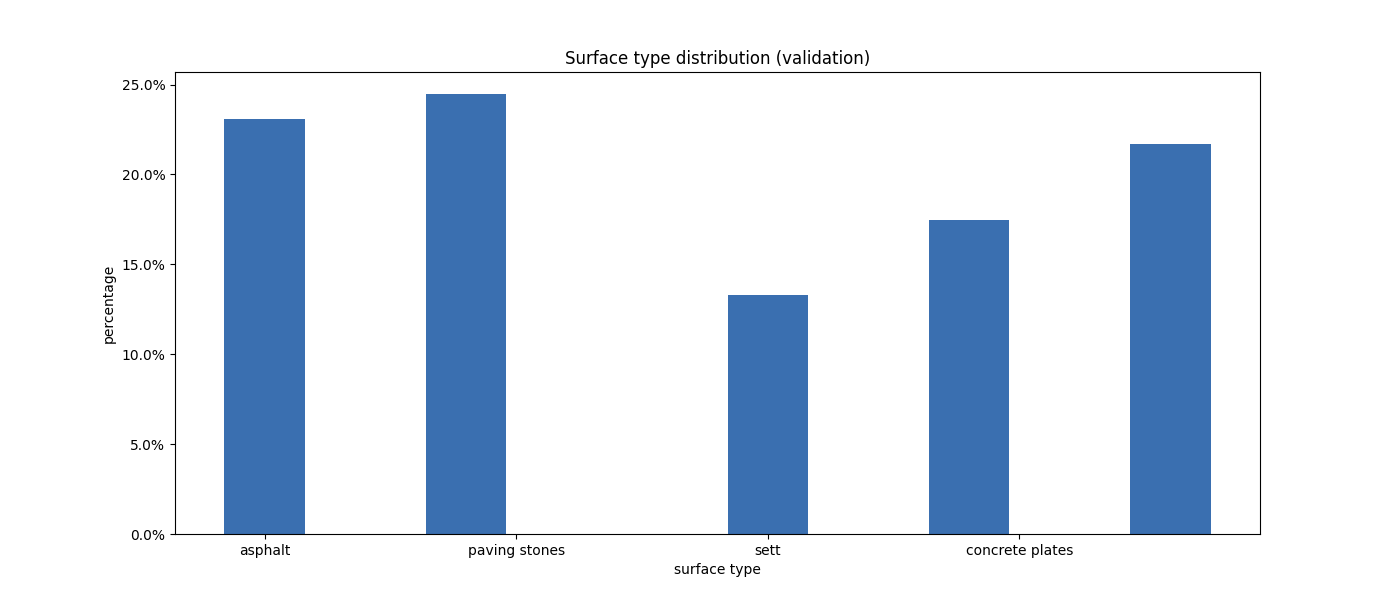 Surface type distribution (validation)
25.0%
20.0%
15.0%
10.0%
5.0%
0.0%
percentage
asphalt paving stones sett concrete plates
surface type